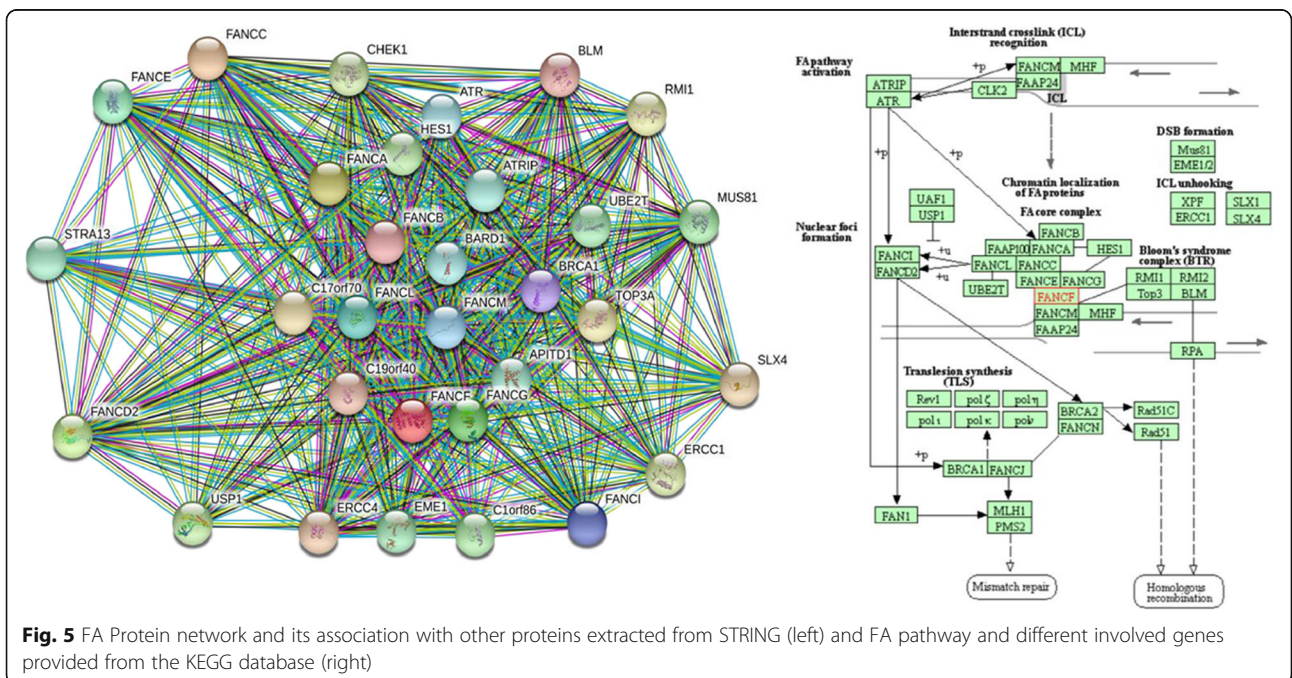 FANCC
CHEK1
BLM
FANCE
ATR
RMI1
HES1
FANCA
ATRIP
UBE2T
MUS81
FANCB
STRA13
BARD1
BRCA1
C17orf70
FANCL
FANCM
TOP3A
APITD1
SLX4
C19orf40
FANCF
FANCG
FANCD2
ERCC1
USP1
ERCC4
EME1
C1orf86
FANCI
Interstrand crosslink (ICL)
recognition
FA pathway
activation
+p
FANCM MHF
ATRIP
FAAP24
CLK2
ATR
ICL
DSB formation
Mus81
EME1/2
+p
+p
Chromatin localization
of FA proteins
ICL unhooking
UAF1
USP1
XPF SLX1
ERCC1 SLX4
FA core complex
Nuclear foci
formation
FANCB
FAAP100 FANCA HES1
FANCI
+u
Bloom's syndrome
complex (BTR)
FANCL FANCC
FANCD2
+u
FANCE FANCG
RMI1 RMI2
UBE2T
FANCF
Top3 BLM
FANCM MHF
FAAP24
RPA
Translesion synthesis
(TLS)
Rev1 pol ζ pol η
pol ι pol κ
BRCA2 Rad51C
FANCN
Rad51
+p
BRCA1 FANCJ
FAN1
MLH1
PMS2
Mismatch repair
Homologous
recombination
Fig. 5 FA Protein network and its association with other proteins extracted from STRING (left) and FA pathway and different involved genes
provided from the KEGG database (right)